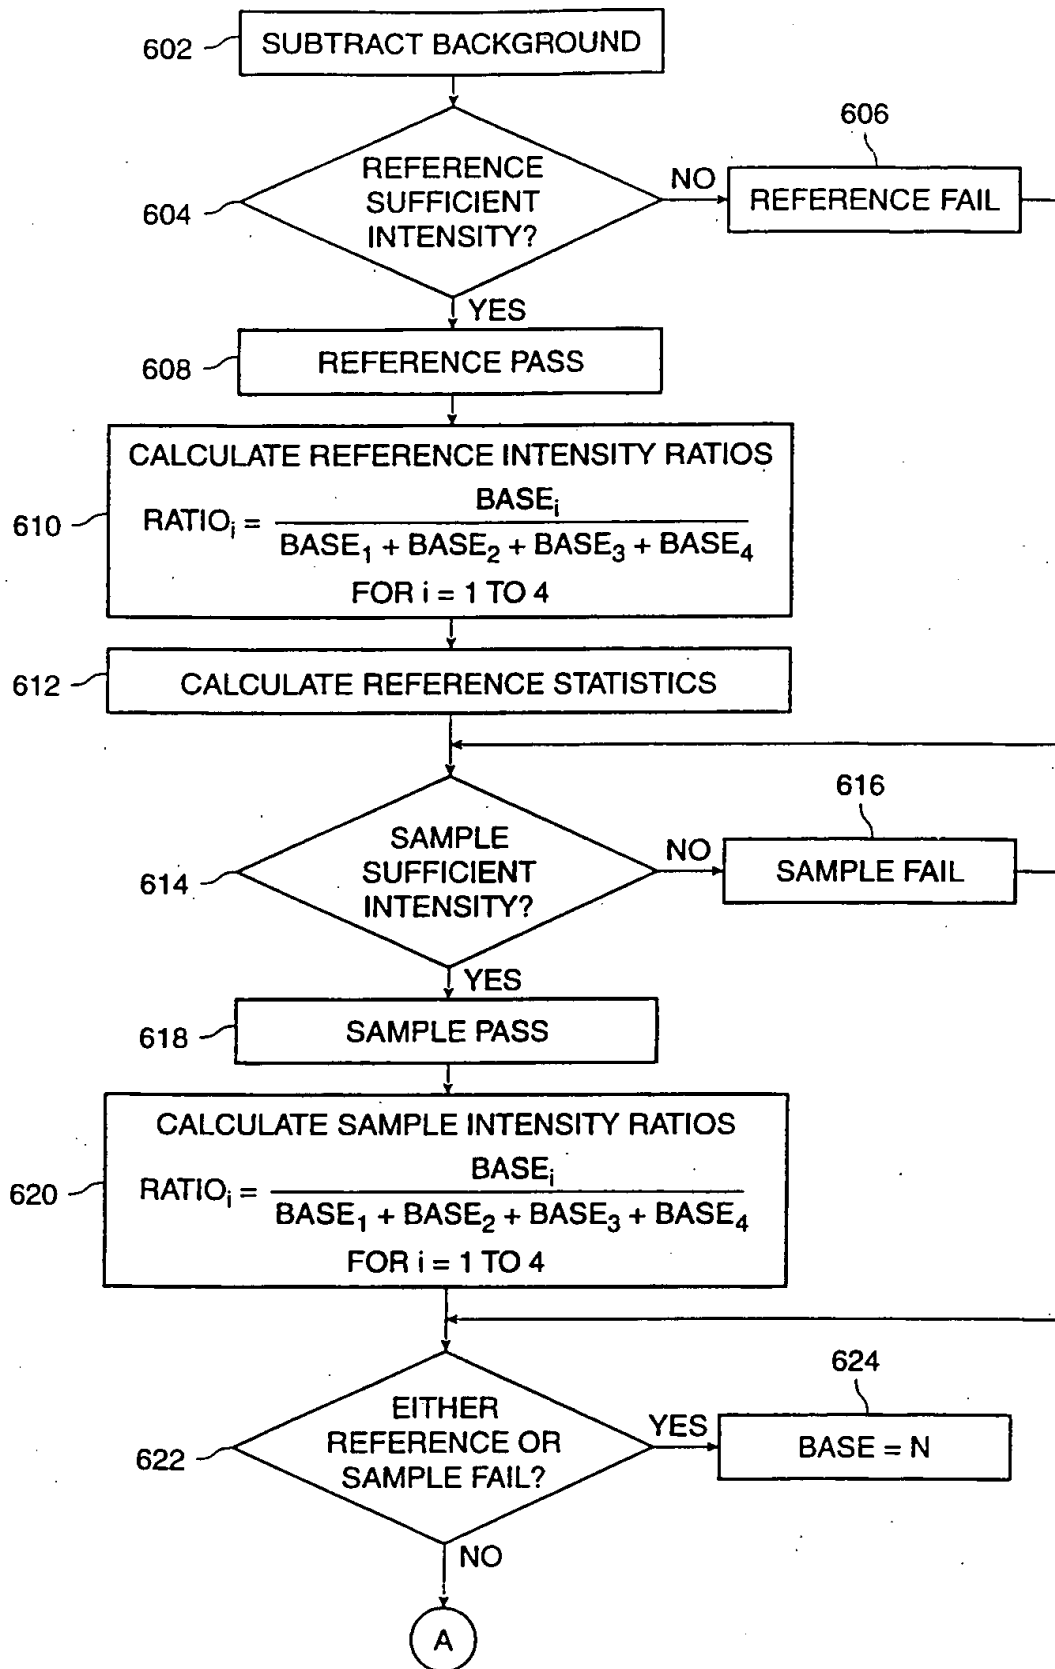 602
SUBTRACT BACKGROUND
606
604
REFERENCE
SUFFICIENT
INTENSITY?
NO
REFERENCE FAIL
YES
608
REFERENCE PASS
610
CALCULATE REFERENCE INTENSITY RATIOS
RATIOi = BASEi
BASE1 + BASE2 + BASE3 + BASE4
FOR i = 1 TO 4
612
CALCULATE REFERENCE STATISTICS
616
614
SAMPLE
SUFFICIENT
INTENSITY?
NO
SAMPLE FAIL
YES
618
SAMPLE PASS
620
CALCULATE SAMPLE INTENSITY RATIOS
RATIOi = BASEi
BASE1 + BASE2 + BASE3 + BASE4
FOR i = 1 TO 4
624
622
EITHER
REFERENCE OR
SAMPLE FAIL?
YES
BASE = N
NO
A